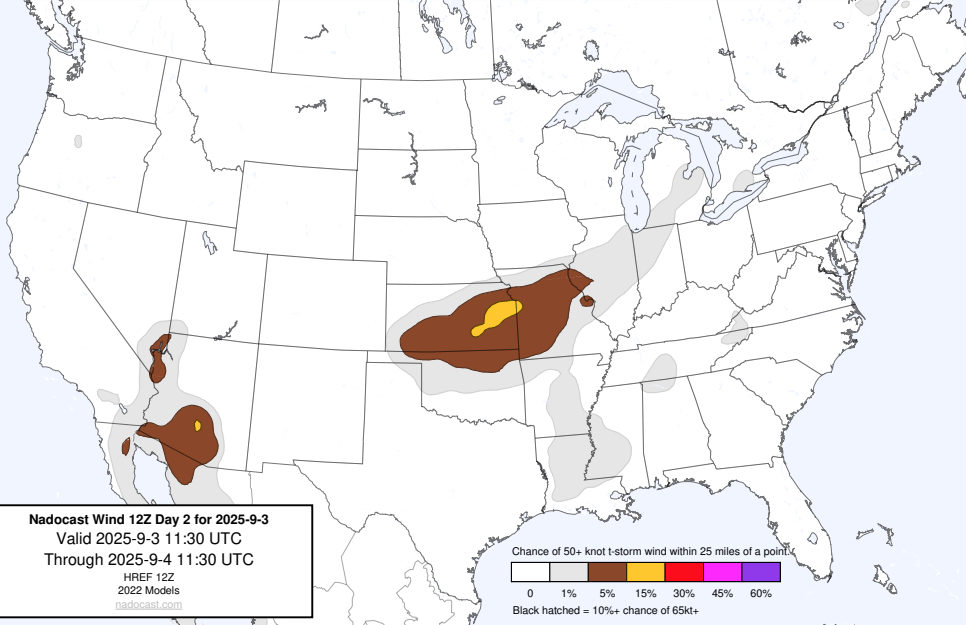 Nadocast Wind 12Z Day 2 for 2025-9-3
Valid 2025-9-3 11:30 UTC
Through 2025-9-4 11:30 UTC
HREF 12Z
2022 Models
nadocast.com
Chance of 50+ knot t-storm wind within 25 miles of a point.
0 1% 5% 15% 30% 45% 60%
Black hatched = 10%+ chance of 65kt+